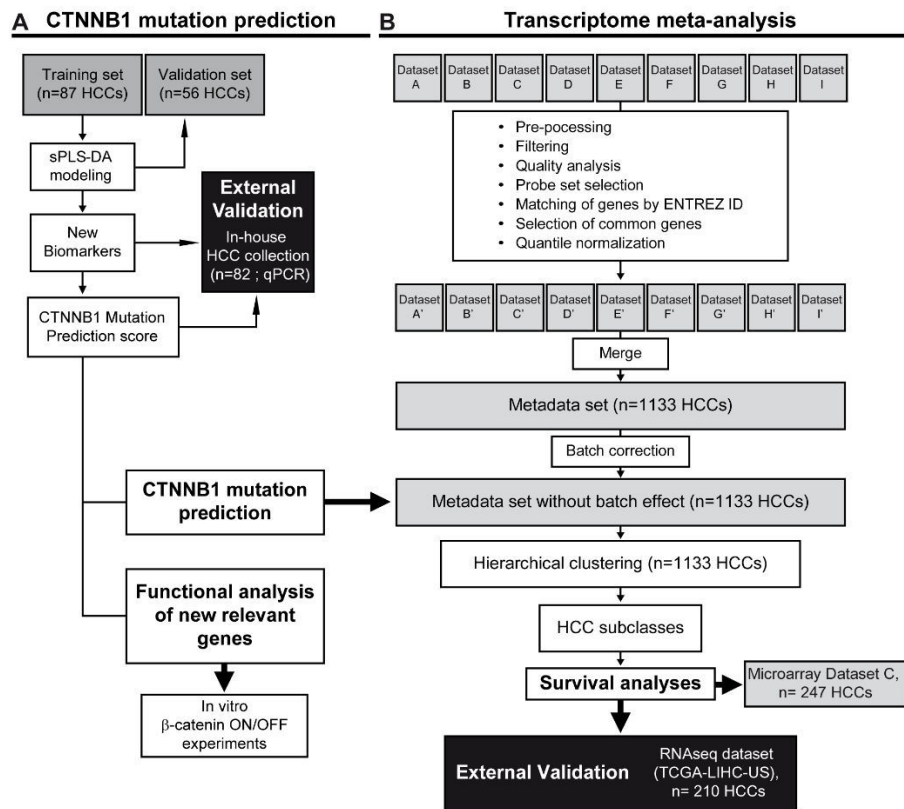 A CTNNB1 mutation prediction
Training set
(n=87 HCCs)
Validation set
(n=56 HCCs)
sPLS-DA
modeling
New
Biomarkers
CTNNB1 Mutation
Prediction score
External
Validation
In-house
HCC collection
(n=82 ; qPCR)
CTNNB1 mutation
prediction
Functional analysis
of new relevant
genes
In vitro
β-catenin ON/OFF
experiments
B Transcriptome meta-analysis
Dataset
A
Dataset
B
Dataset
C
Dataset
D
Dataset
E
Dataset
F
Dataset
G
Dataset
H
Dataset
I
• Pre-pocessing
• Filtering
• Quality analysis
• Probe set selection
• Matching of genes by ENTREZ ID
• Selection of common genes
• Quantile normalization
Dataset
A'
Dataset
B'
Dataset
C'
Dataset
D'
Dataset
E'
Dataset
F'
Dataset
G'
Dataset
H'
Dataset
I'
Merge
Metadata set (n=1133 HCCs)
Batch correction
Metadata set without batch effect (n=1133 HCCs)
Hierarchical clustering (n=1133 HCCs)
HCC subclasses
Survival analyses
Microarray Dataset C,
n= 247 HCCs
External Validation
RNAseq dataset
(TCGA-LIHC-US),
n= 210 HCCs